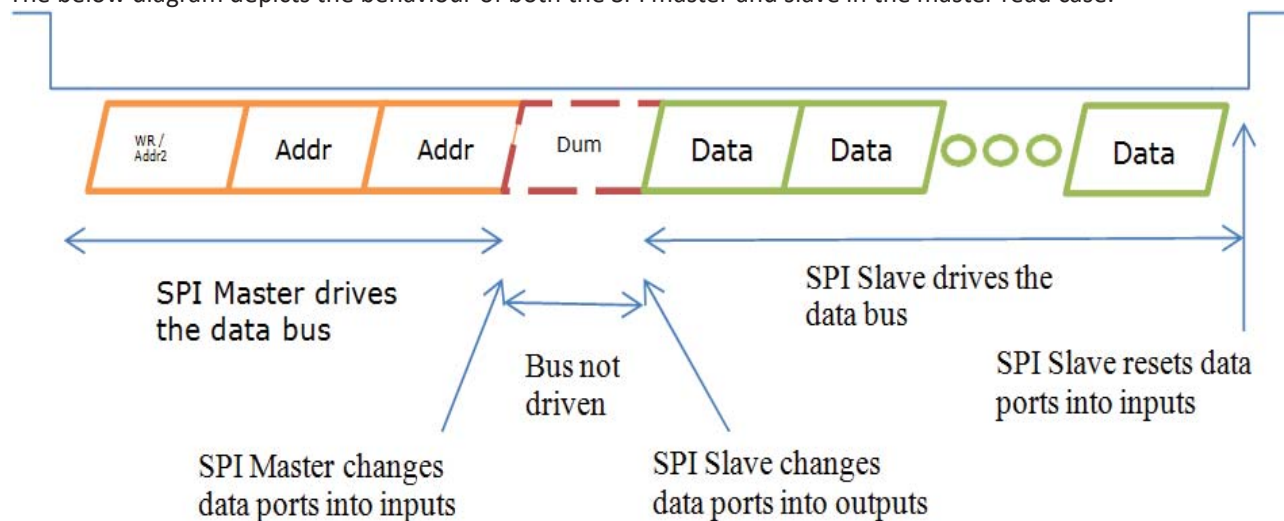 The below diagram depicts the behaviour of both the SPI master and slave in the master read case.
WR /
Addr2
Addr
Addr
Dum
Data
Data
Data
SPI Master drives
the data bus
Bus not
driven
SPI Slave drives the
data bus
SPI Slave resets data
ports into inputs
SPI Master changes
data ports into inputs
SPI Slave changes
data ports into outputs